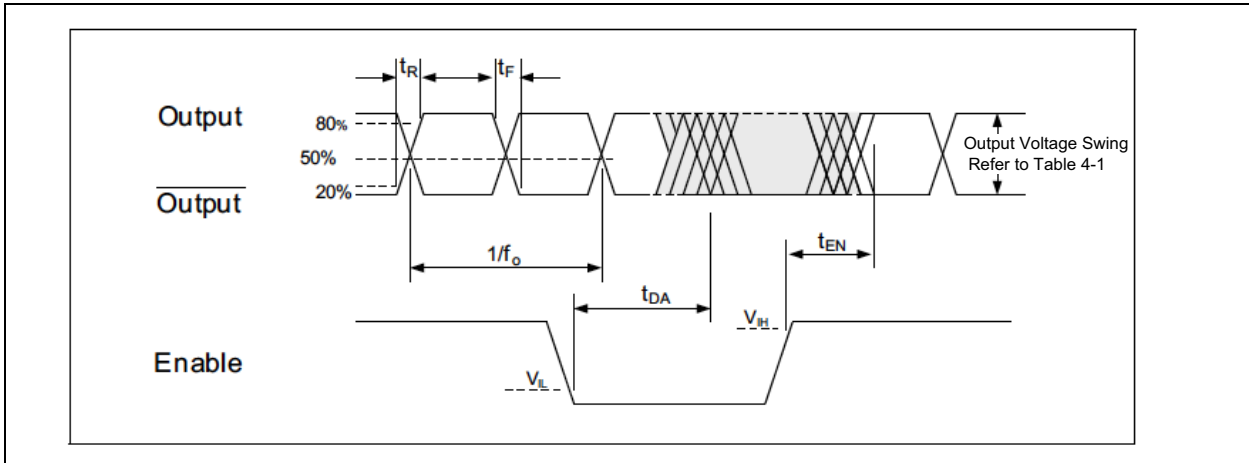 tR
tF
Output
80%
50%
20%
Output
Output Voltage Swing
Refer to Table 4-1
1/fo
tEN
tDA
VIH
Enable
VIL